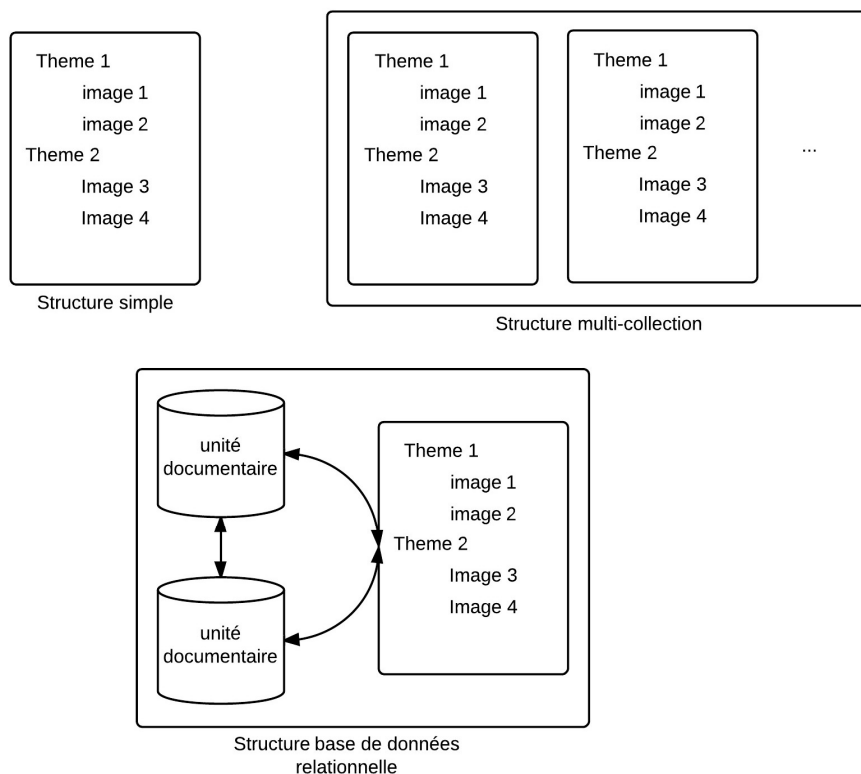 Theme 1
image 1
image 2
Theme 2
Image 3
Image 4
Structure simple
Theme 1
image 1
image 2
Theme 2
Image 3
Image 4
Theme 1
image 1
image 2
Theme 2
Image 3
Image 4
...
Structure multi-collection
unité
documentaire
unité
documentaire
Theme 1
image 1
image 2
Theme 2
Image 3
Image 4
Structure base de données
relationnelle